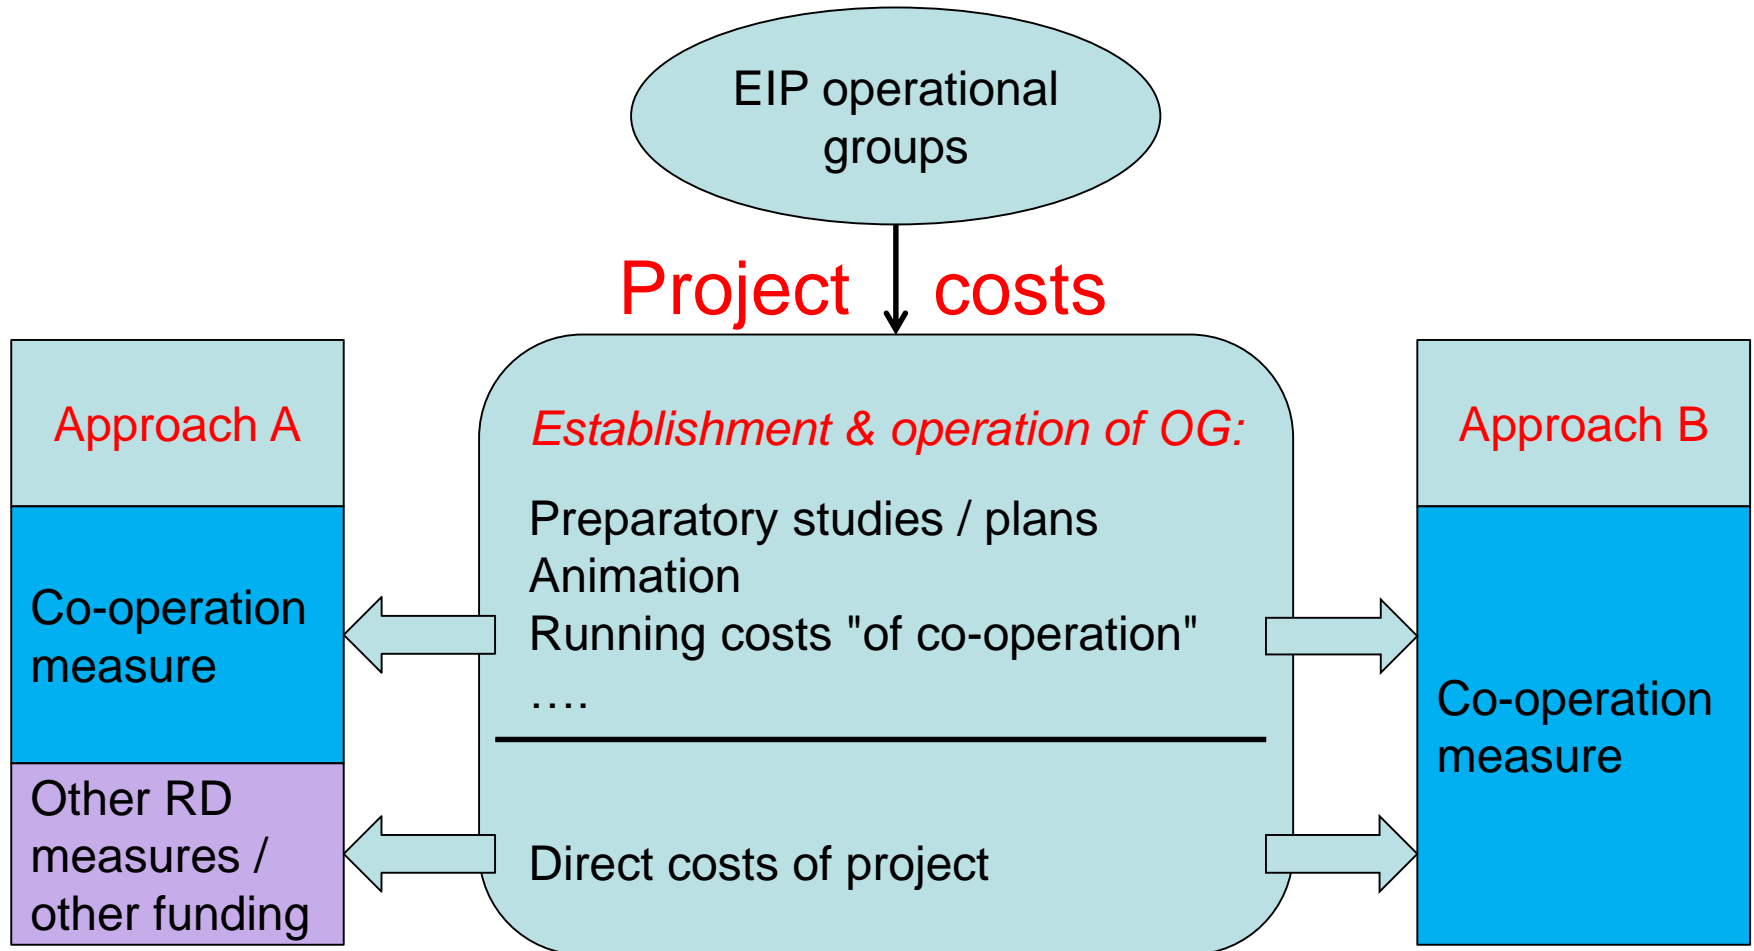 EIP operational
groups
Project costs
Approach A
Co-operation
measure
Other RD
measures /
other funding
Establishment & operation of OG:
Preparatory studies / plans
Animation
Running costs "of co-operation"
….
Direct costs of project
Approach B
Co-operation
measure